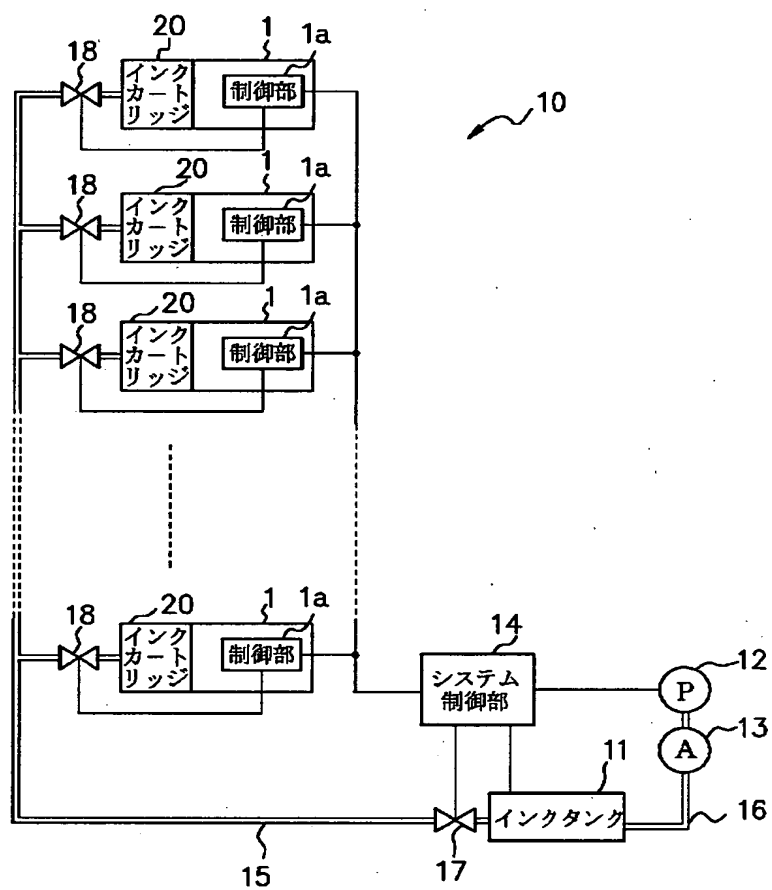 20
1
1a
18
インク
カート
リッジ
制御部
10
20
1
1a
18
インク
カート
リッジ
制御部
20
1
1a
18
インク
カート
リッジ
制御部
20
1
1a
18
インク
カート
リッジ
制御部
14
システム
制御部
12
P
13
A
11
インクタンク
16
15
17